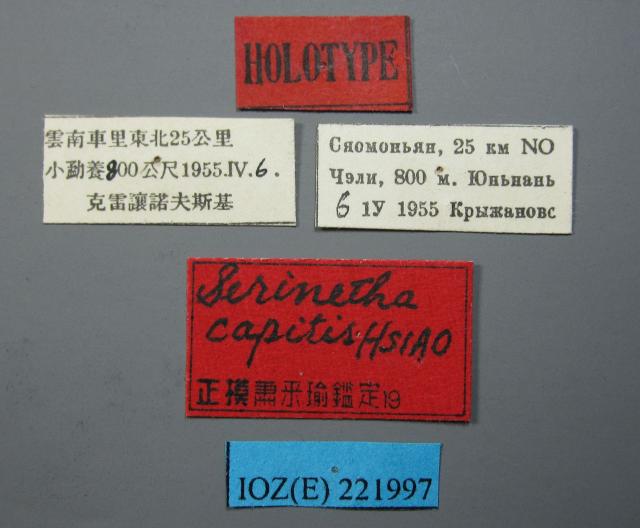 HOLOTYPE
雲南車里東北25公里
小勐養800公尺1955.IV.6.
克雷讓諾夫斯基
Сяомоньян, 25 км NO
Чэли, 800 м. Юньнань
6 1У 1955 Крыжановс
Serinetha
capitis HSIAO
正摸蕭采瑜鑑定19
IOZ(E) 221997